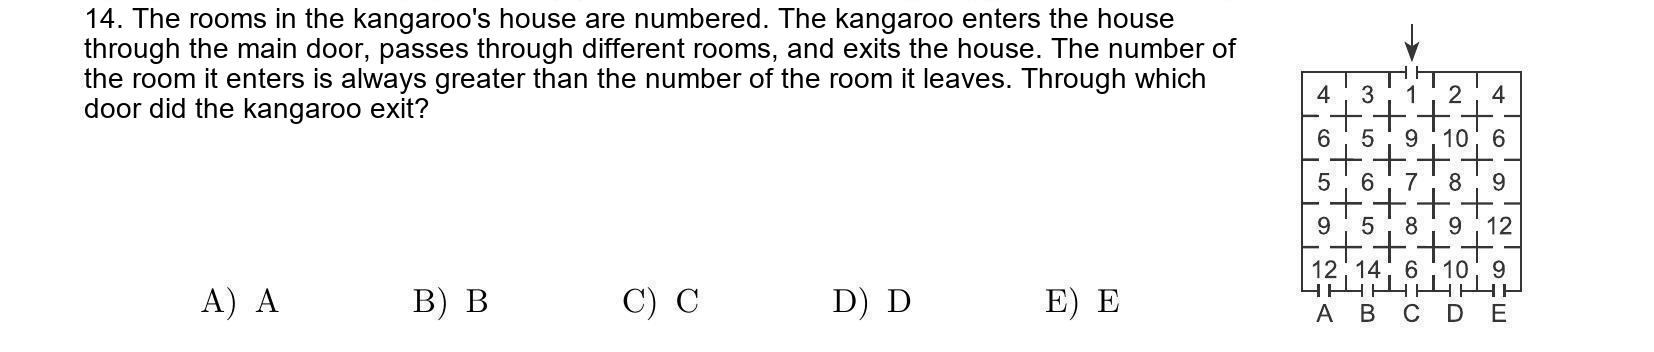 14. The rooms in the kangaroo's house are numbered. The kangaroo enters the house
through the main door, passes through different rooms, and exits the house. The number of
the room it enters is always greater than the number of the room it leaves. Through which
door did the kangaroo exit?
4 3 1 2 4
6 5 9 10 6
5 6 7 8 9
9 5 8 9 12
12 14 6 10 9
A B C D E
A) A B) B C) C D) D E) E